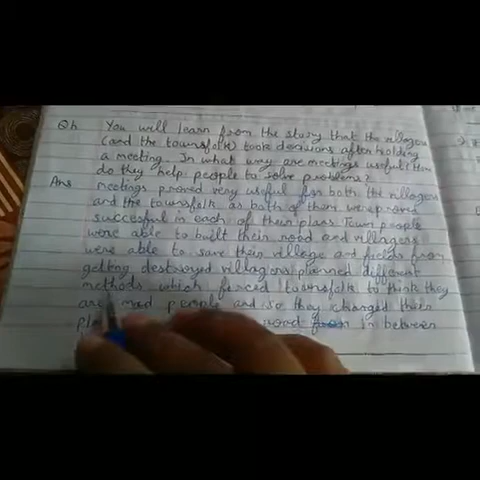 Qh You will learn from the story that the villagers
(and the townsfolk) took decisions after holding
a meeting. In what way are meetings useful? How
do they help people to solve problems?
Ans meetings proved very useful for both the villagers
and the townsfolk as both of them were proved
successful in each of their plans Town people
were able to built their road and villagers
were able to save their village and fields from
getting destroyed villagers planned different
methods which forced townsfolk to think they
are mad people and so they changed their
road from in between